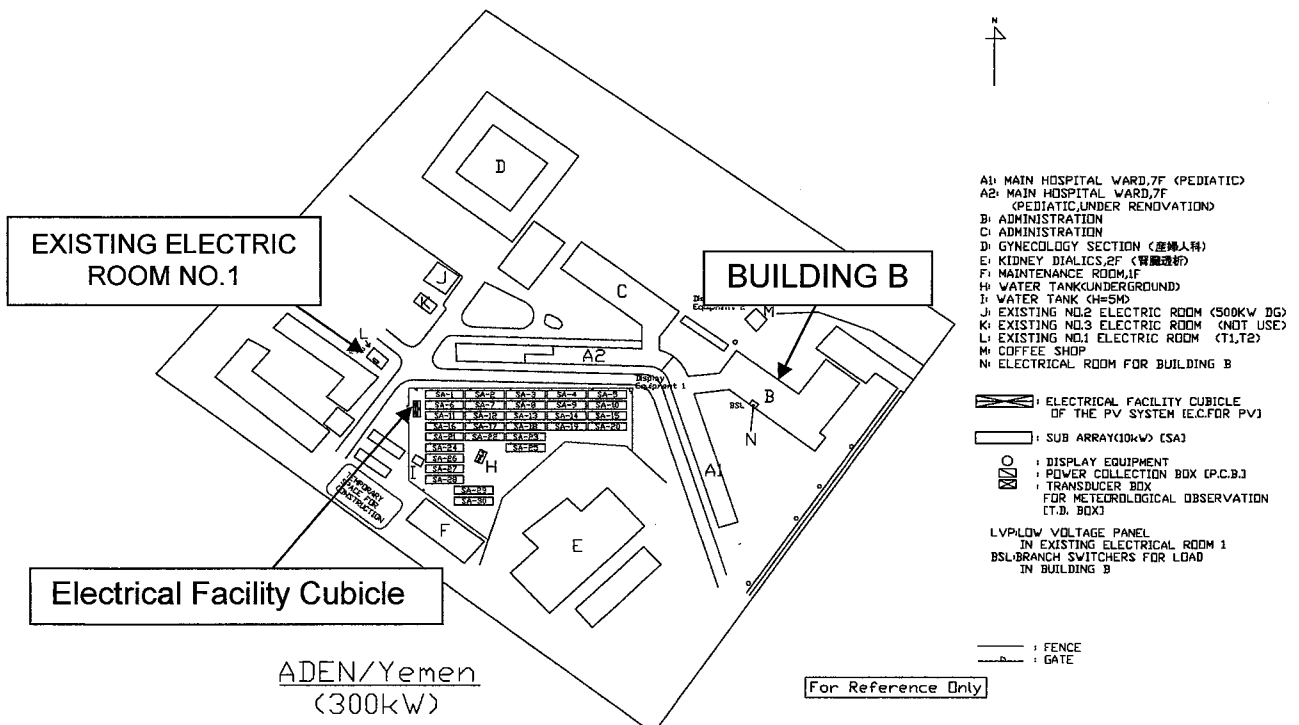 N
A1: MAIN HOSPITAL WARD,7F (PEDIATIC)
A2: MAIN HOSPITAL WARD,7F
(PEDIATIC,UNDER RENOVATION)
B: ADMINISTRATION
C: ADMINISTRATION
D: GYNECOLOGY SECTION (産婦人科)
E: KIDNEY DIALICS,2F (腎臓透析)
F: MAINTENANCE ROOM,1F
H: WATER TANK(UNDERGROUND)
I: WATER TANK (H=5M)
J: EXISTING NO.2 ELECTRIC ROOM (500KW DG)
K: EXISTING NO.3 ELECTRIC ROOM (NOT USE)
L: EXISTING NO.1 ELECTRIC ROOM (T1,T2)
M: COFFEE SHOP
N: ELECTRICAL ROOM FOR BUILDING B
: ELECTRICAL FACILITY CUBICLE
OF THE PV SYSTEM [E.C.FOR PV]
: SUB ARRAY(10kW) [SA]
: DISPLAY EQUIPMENT
: POWER COLLECTION BOX [P.C.B.]
: TRANSDUCER BOX
FOR METEOROLOGICAL OBSERVATION
[T.D. BOX]
LVP:LOW VOLTAGE PANEL
IN EXISTING ELECTRICAL ROOM 1
BSL:BRANCH SWITCHERS FOR LOAD
IN BUILDING B
: FENCE
: GATE
For Reference Only
EXISTING ELECTRIC
ROOM NO.1
BUILDING B
Electrical Facility Cubicle
D
J
C
M
L
A2
Display
Equipment 1
B
BSL
N
A1
SA-1 SA-2 SA-3 SA-4 SA-5
SA-6 SA-7 SA-8 SA-9 SA-10
SA-11 SA-12 SA-13 SA-14 SA-15
SA-16 SA-17 SA-18 SA-19 SA-20
SA-21 SA-22 SA-23
SA-24 SA-25
SA-26
SA-27
SA-28
SA-29
SA-30
H
I
F
E
TEMPORARY
SPACE FOR
CONSTRUCTION
ADEN/Yemen
(300kW)